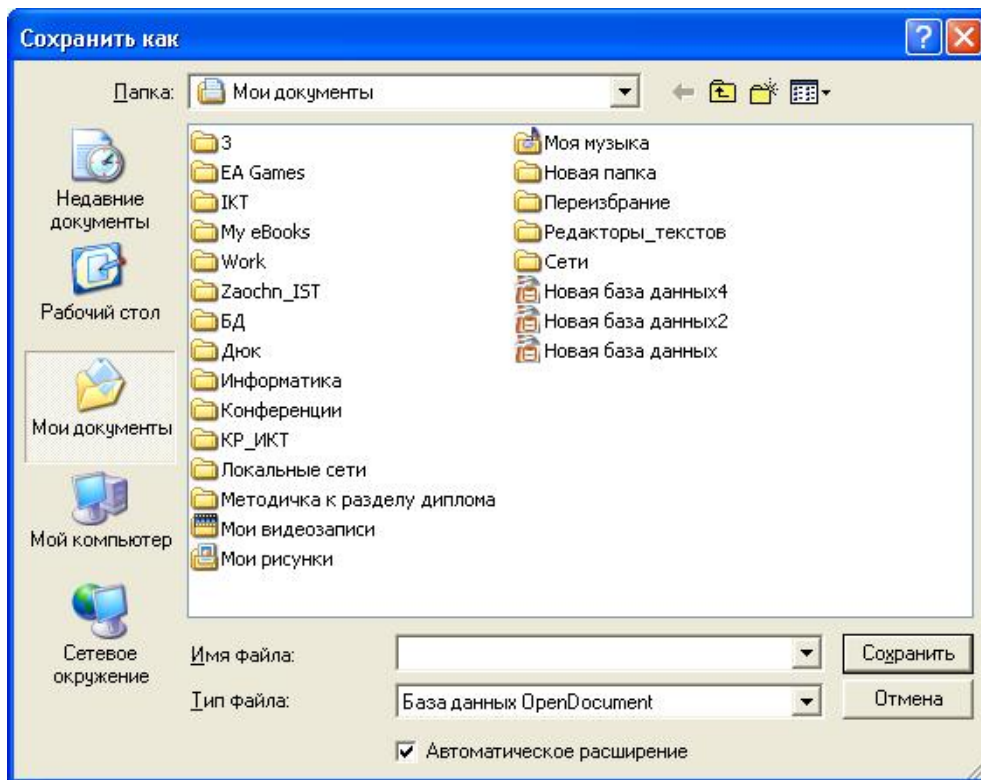 Сохранить как
Папка:
Мои документы
Недавние
документы
Рабочий стол
Мои документы
Мой компьютер
Сетевое
окружение
3
EA Games
IKT
My eBooks
Work
Zaochn_IST
БД
Дюк
Информатика
Конференции
КР_ИКТ
Локальные сети
Методичка к разделу диплома
Мои видеозаписи
Мои рисунки
Моя музыка
Новая папка
Переизбрание
Редакторы_текстов
Сети
Новая база данных4
Новая база данных2
Новая база данных
Имя файла:
Сохранить
Тип файла:
База данных OpenDocument
Отмена
Автоматическое расширение